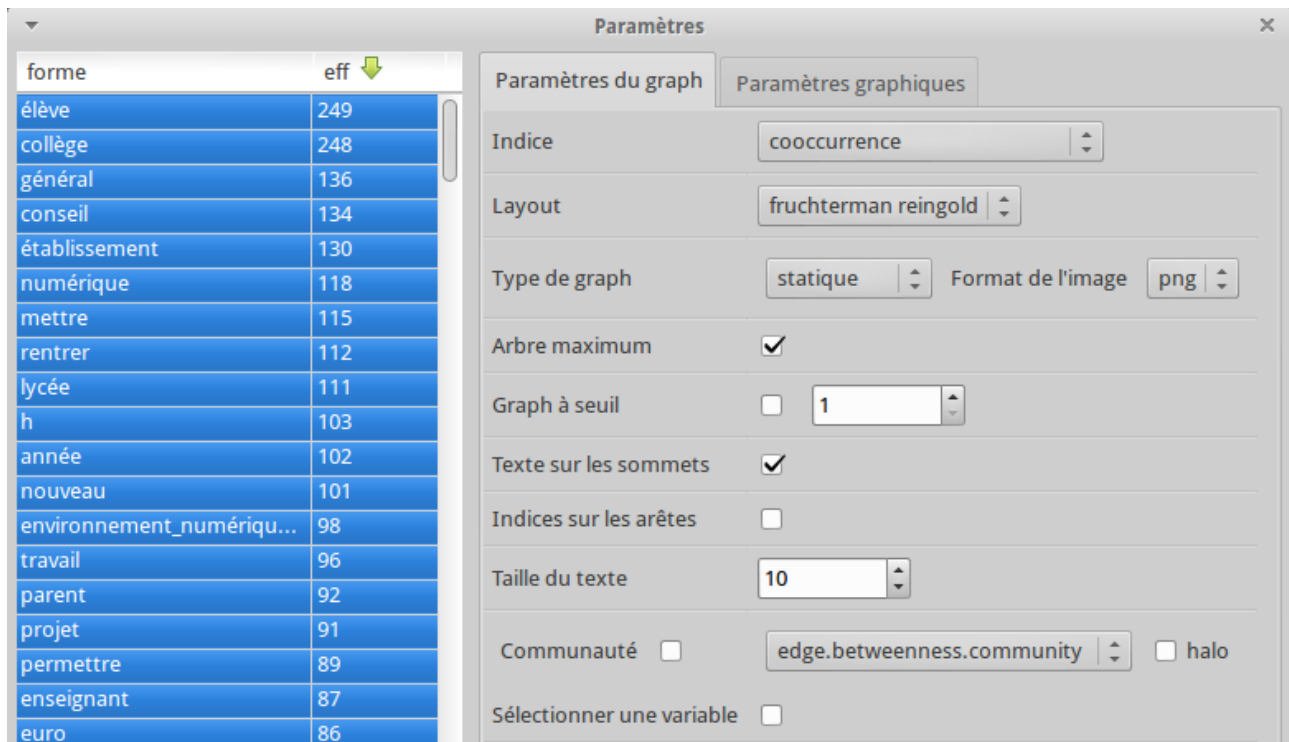 Paramètres
forme eff
élève 249
collège 248
général 136
conseil 134
établissement 130
numérique 118
mettre 115
rentrer 112
lycée 111
h 103
année 102
nouveau 101
environnement_numériqu... 98
travail 96
parent 92
projet 91
permettre 89
enseignant 87
euro 86
Paramètres du graph Paramètres graphiques
Indice cooccurrence
Layout fruchterman reingold
Type de graph statique Format de l'image png
Arbre maximum
Graph à seuil 1
Texte sur les sommets
Indices sur les arêtes
Taille du texte 10
Communauté edge.betweenness.community halo
Sélectionner une variable